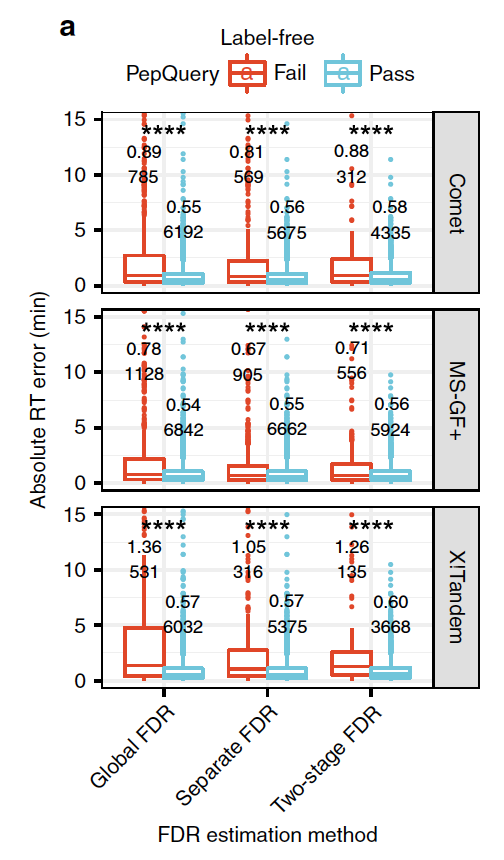 a
Label-free
PepQuery a Fail a Pass
Absolute RT error (min)
15
10
5
0
**** **** ****
0.89 0.81 0.88
785 569 312
0.55 0.56 0.58
6192 5675 4335
Comet
15
10
5
0
**** **** ****
0.78 0.67 0.71
1128 905 556
0.54 0.55 0.56
6842 6662 5924
MS-GF+
15
10
5
0
**** **** ****
1.36 1.05 1.26
531 316 135
0.57 0.57 0.60
6032 5375 3668
X!Tandem
Global FDR
Separate FDR
Two-stage FDR
FDR estimation method